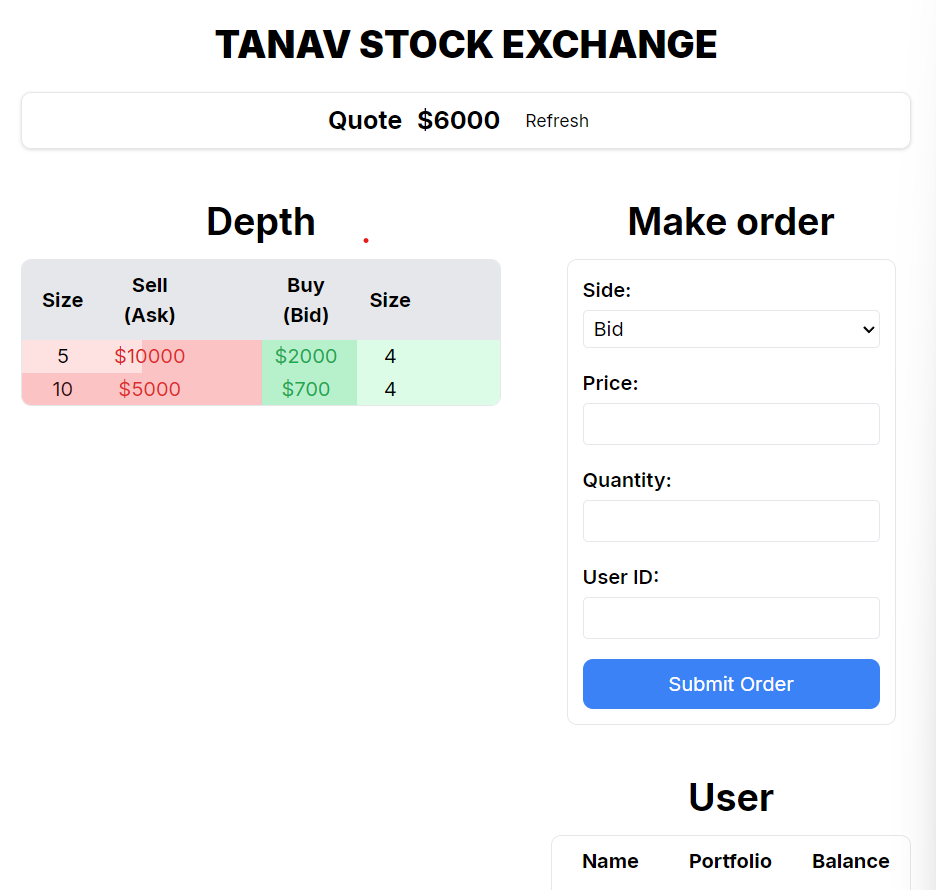 TANAV STOCK EXCHANGE
Quote $6000 Refresh
Depth
Size Sell (Ask) Buy (Bid) Size
5 $10000 $2000 4
10 $5000 $700 4
Make order
Side:
Bid
Price:
Quantity:
User ID:
Submit Order
User
Name Portfolio Balance